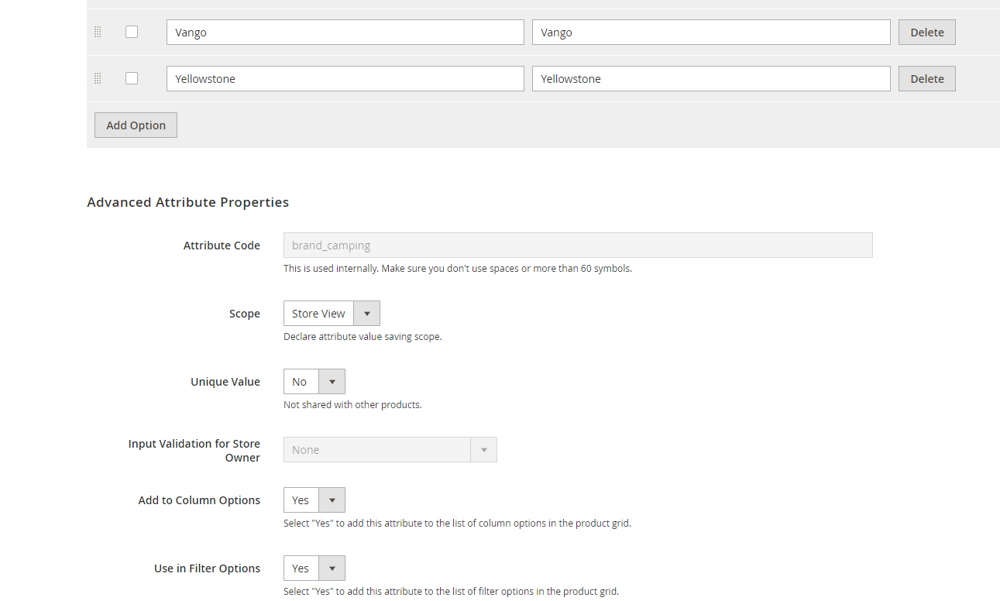 Vango Vango Delete
Yellowstone Yellowstone Delete
Add Option
Advanced Attribute Properties
Attribute Code brand_camping
This is used internally. Make sure you don't use spaces or more than 60 symbols.
Scope Store View
Declare attribute value saving scope.
Unique Value No
Not shared with other products.
Input Validation for Store
Owner
None
Add to Column Options Yes
Select "Yes" to add this attribute to the list of column options in the product grid.
Use in Filter Options Yes
Select "Yes" to add this attribute to the list of filter options in the product grid.